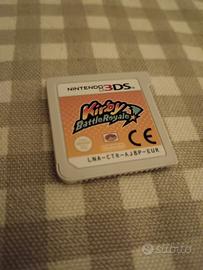 NINTENDO 3DS
Kirby
Battle Royale
CE
LNA-CTR-AJ8P-EUR
subito